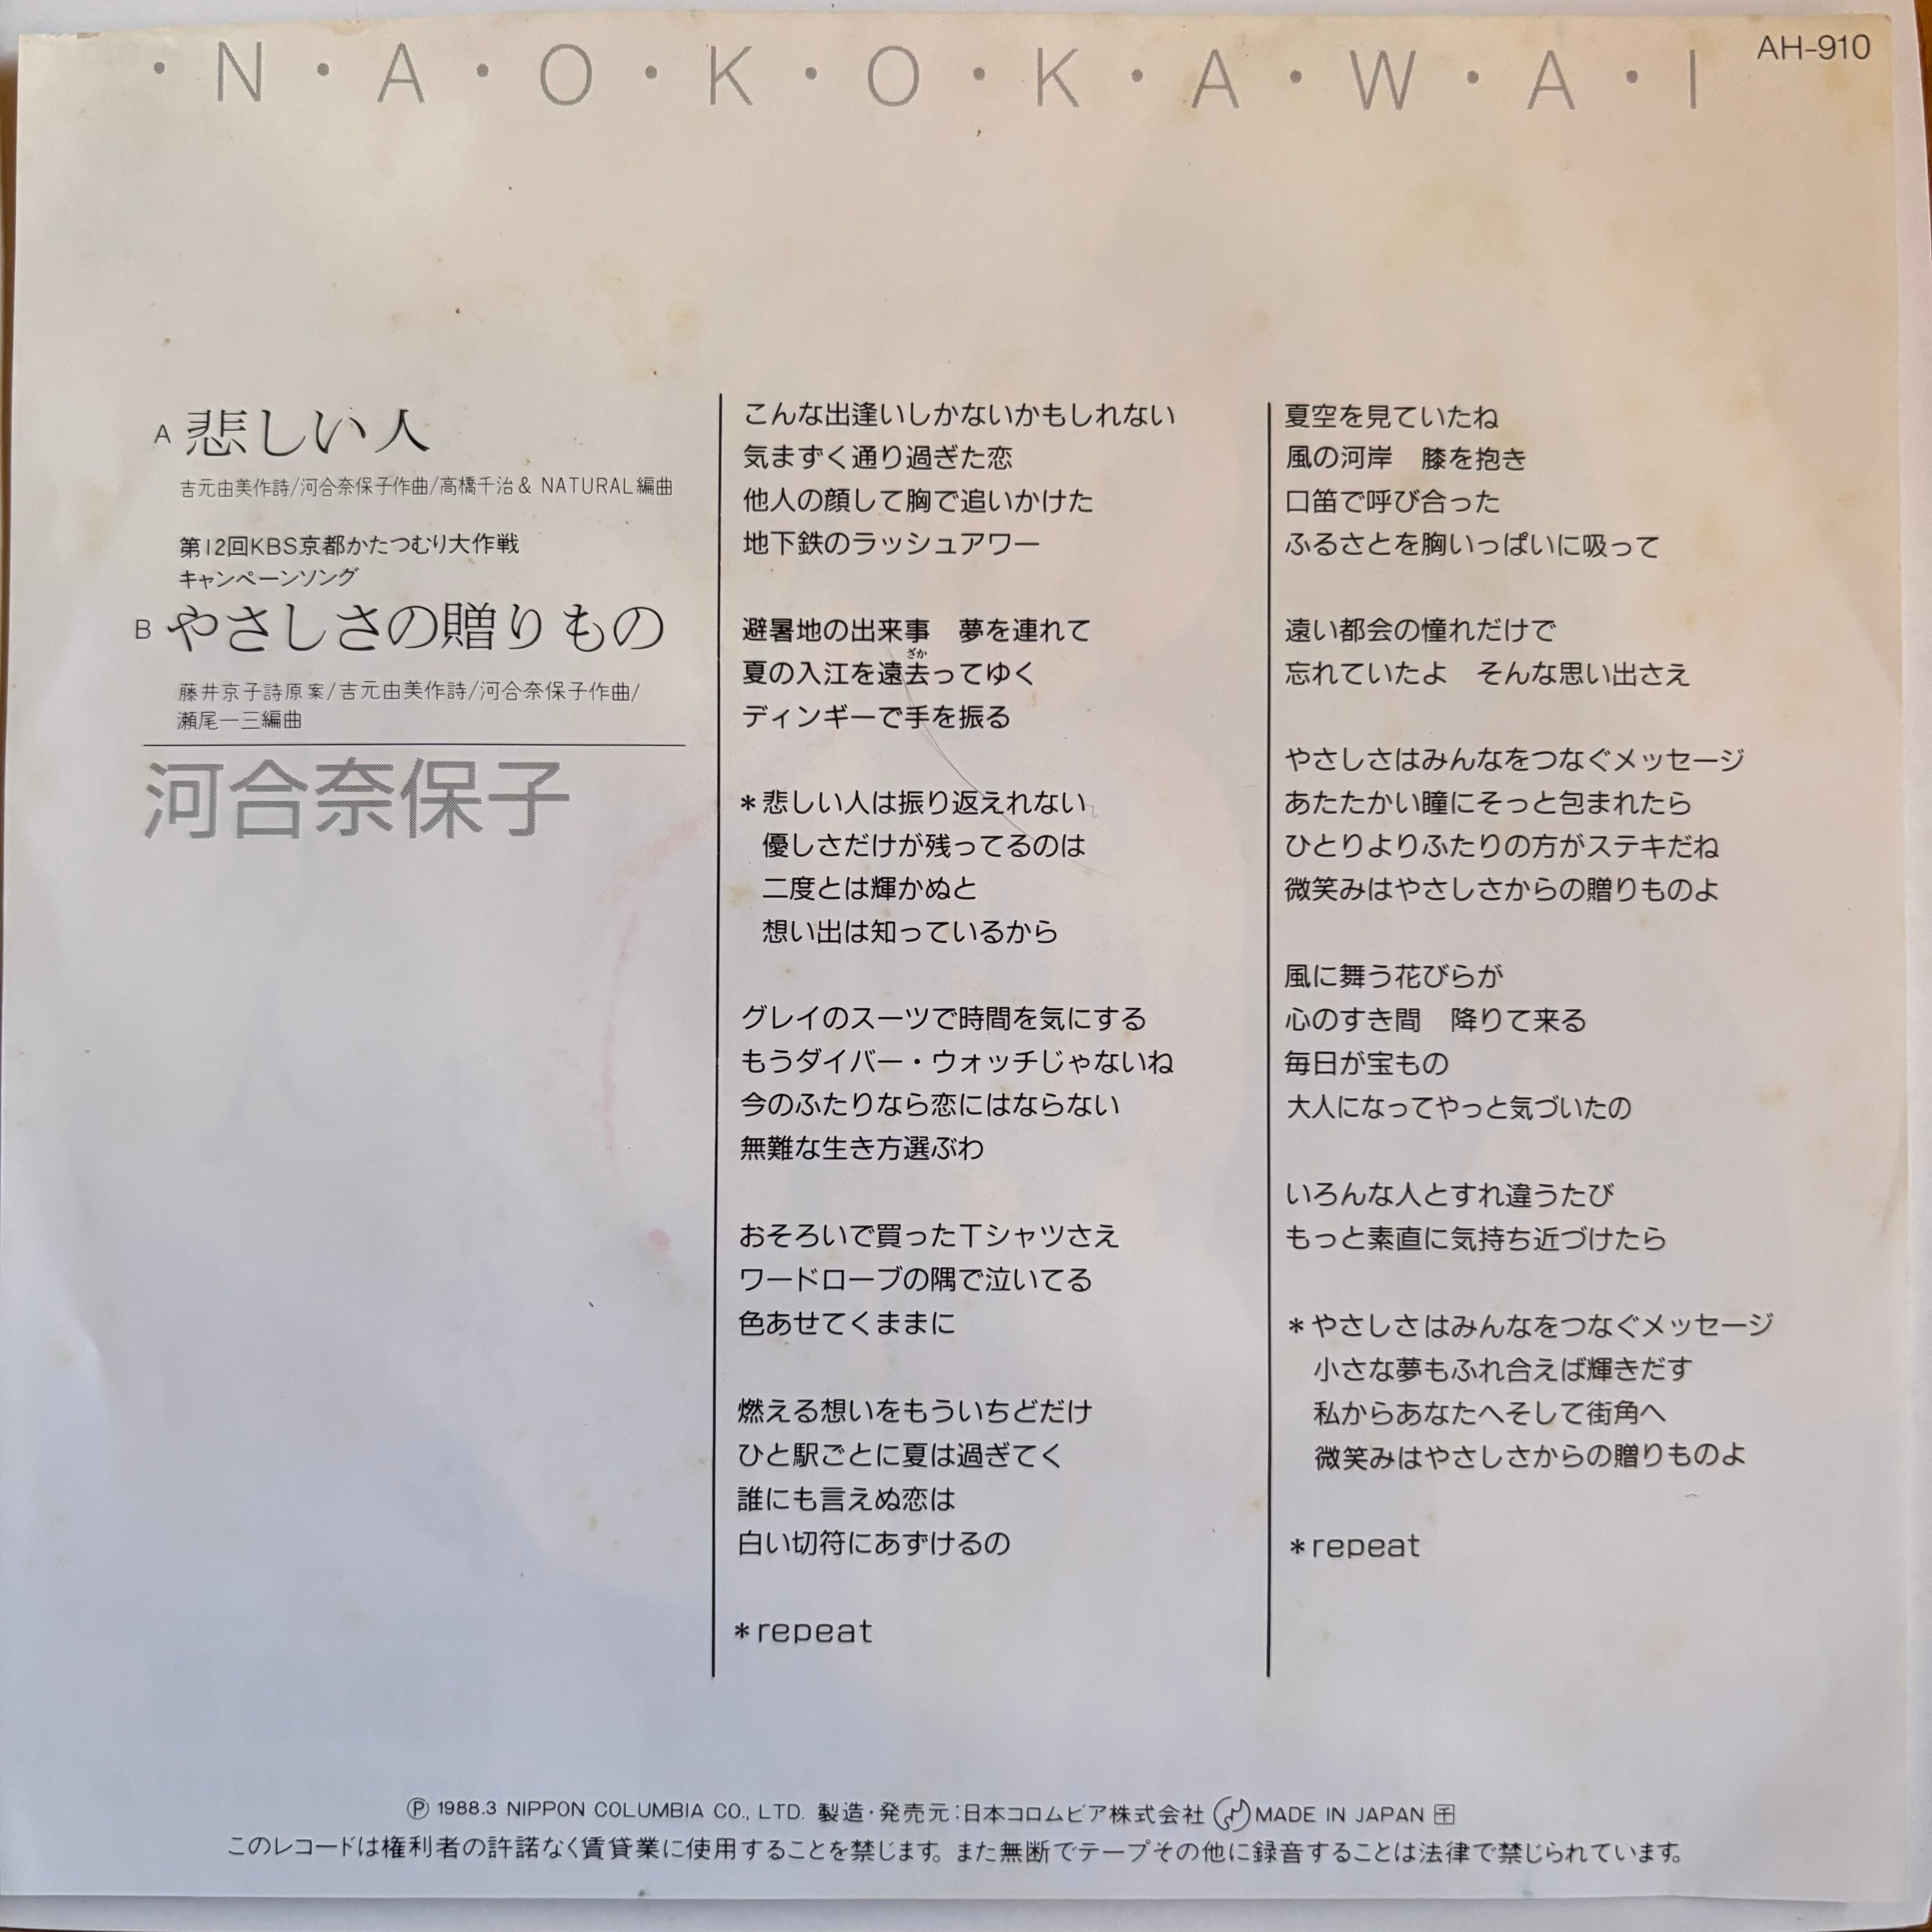 ・N・A・O・K・O・K・A・W・A・I
AH-910
A 悲しい人
吉元由美作詩/河合奈保子作曲/高橋千治& NATURAL編曲
第12回KBS京都かたつむり大作戦
キャンペーンソング
B やさしさの贈りもの
藤井京子詩原案/吉元由美作詩/河合奈保子作曲/
瀬尾一三編曲
河合奈保子
こんな出逢いしかないかもしれない
気まずく通り過ぎた恋
他人の顔して胸で追いかけた
地下鉄のラッシュアワー
避暑地の出来事　夢を連れて
ざか
夏の入江を遠去ってゆく
ディンギーで手を振る
*悲しい人は振り返えれない
優しさだけが残ってるのは
二度とは輝かぬと
想い出は知っているから
グレイのスーツで時間を気にする
もうダイバー・ウォッチじゃないね
今のふたりなら恋にはならない
無難な生き方選ぶわ
おそろいで買ったTシャツさえ
ワードローブの隅で泣いてる
色あせてくままに
燃える想いをもういちどだけ
ひと駅ごとに夏は過ぎてく
誰にも言えぬ恋は
白い切符にあずけるの
*repeat
夏空を見ていたね
風の河岸　膝を抱き
口笛で呼び合った
ふるさとを胸いっぱいに吸って
遠い都会の憧れだけで
忘れていたよ　そんな思い出さえ
やさしさはみんなをつなぐメッセージ
あたたかい瞳にそっと包まれたら
ひとりよりふたりの方がステキだね
微笑みはやさしさからの贈りものよ
風に舞う花びらが
心のすき間　降りて来る
毎日が宝もの
大人になってやっと気づいたの
いろんな人とすれ違うたび
もっと素直に気持ち近づけたら
*やさしさはみんなをつなぐメッセージ
小さな夢もふれ合えば輝きだす
私からあなたへそして街角へ
微笑みはやさしさからの贈りものよ
*repeat
Ⓟ 1988.3 NIPPON COLUMBIA CO., LTD. 製造・発売元:日本コロムビア株式会社 MADE IN JAPAN 干
このレコードは権利者の許諾なく賃貸業に使用することを禁じます。また無断でテープその他に録音することは法律で禁じられています。